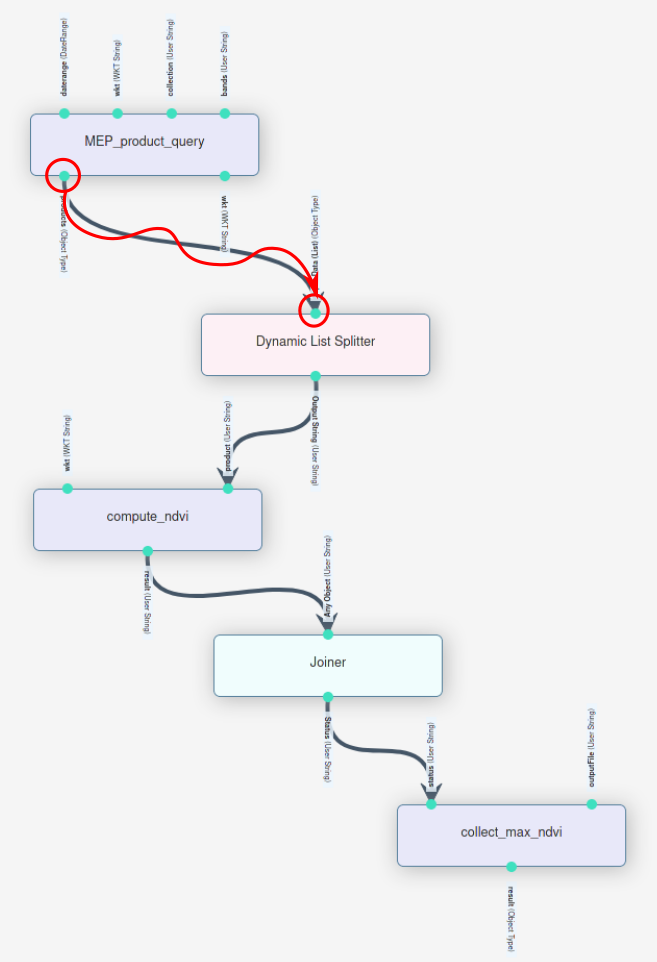 daterange (DateRange)
wkt (WKT String)
collection (User String)
bands (User String)
MEP_product_query
products (Object Type)
wkt (WKT String)
Data (List) (Object Type)
Dynamic List Splitter
Output String (User String)
wkt (WKT String)
product (User String)
compute_ndvi
result (User String)
Any Object (User String)
Joiner
Status (User String)
status (User String)
outputFile (User String)
collect_max_ndvi
result (Object Type)